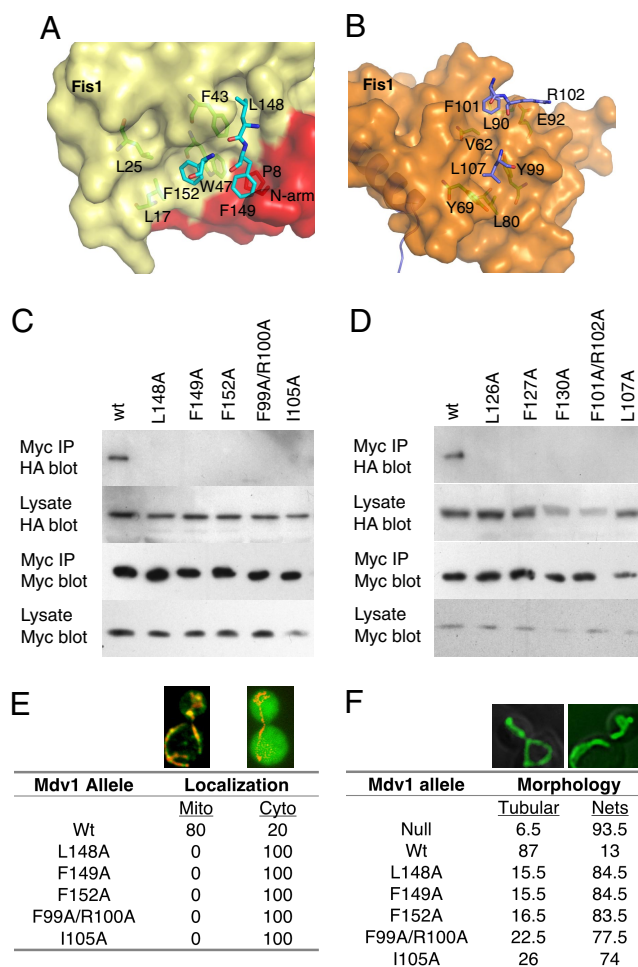 A
Fis1
F43
L148
L25
F152
W47
P8
N-arm
L17
F149
B
Fis1
F101
R102
L90
E92
V62
L107
Y99
Y69
L80
C
wt
L148A
F149A
F152A
F99A/R100A
I105A
Myc IP
HA blot
Lysate
HA blot
Myc IP
Myc blot
Lysate
Myc blot
D
wt
L126A
F127A
F130A
F101A/R102A
L107A
Myc IP
HA blot
Lysate
HA blot
Myc IP
Myc blot
Lysate
Myc blot
E
Mdv1 Allele Localization
Mito Cyto
Wt 80 20
L148A 0 100
F149A 0 100
F152A 0 100
F99A/R100A 0 100
I105A 0 100
F
Mdv1 allele Morphology
Tubular Nets
Null 6.5 93.5
Wt 87 13
L148A 15.5 84.5
F149A 15.5 84.5
F152A 16.5 83.5
F99A/R100A 22.5 77.5
I105A 26 74